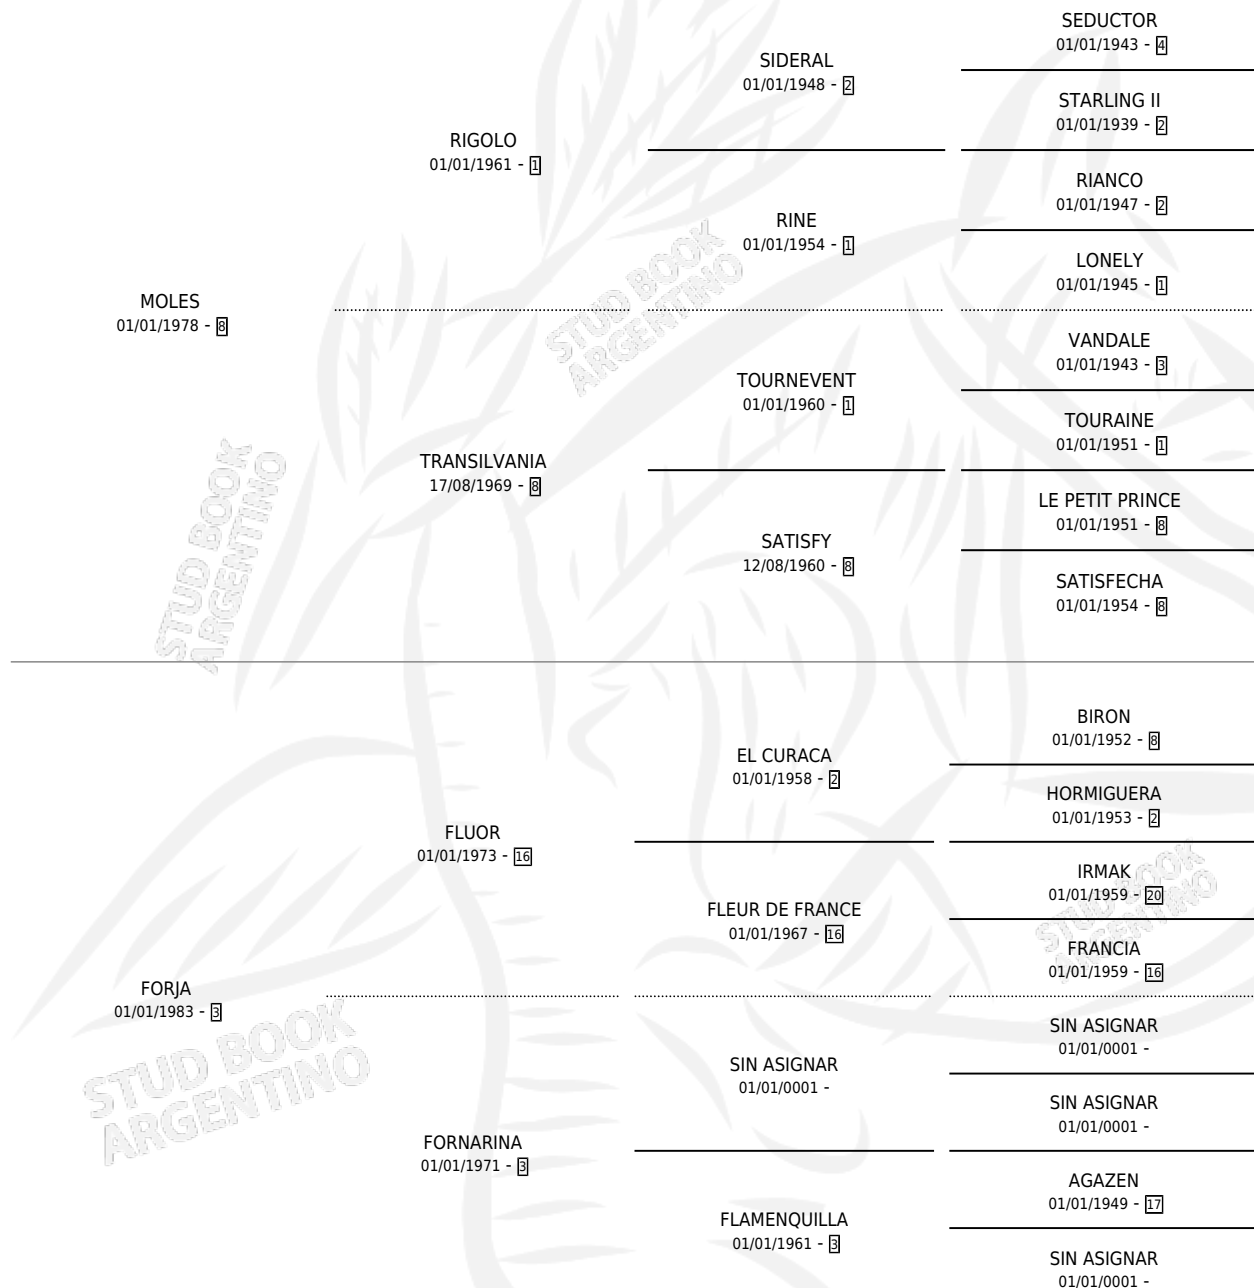 SEDUCTOR
01/01/1943 - 4
SIDERAL
01/01/1948 - 2
STARLING II
01/01/1939 - 2
RIGOLO
01/01/1961 - 1
RIANCO
01/01/1947 - 2
RINE
01/01/1954 - 1
LONELY
01/01/1945 - 1
MOLES
01/01/1978 - 8
VANDALE
01/01/1943 - 3
TOURNEVENT
01/01/1960 - 1
TOURAINE
01/01/1951 - 1
TRANSILVANIA
17/08/1969 - 8
LE PETIT PRINCE
01/01/1951 - 8
SATISFY
12/08/1960 - 8
SATISFECHA
01/01/1954 - 8
BIRON
01/01/1952 - 8
EL CURACA
01/01/1958 - 2
HORMIGUERA
01/01/1953 - 2
FLUOR
01/01/1973 - 16
IRMAK
01/01/1959 - 20
FLEUR DE FRANCE
01/01/1967 - 16
FRANCIA
01/01/1959 - 16
FORJA
01/01/1983 - 3
SIN ASIGNAR
01/01/0001 -
SIN ASIGNAR
01/01/0001 -
SIN ASIGNAR
01/01/0001 -
FORNARINA
01/01/1971 - 3
AGAZEN
01/01/1949 - 17
FLAMENQUILLA
01/01/1961 - 3
SIN ASIGNAR
01/01/0001 -
STUD BOOK
ARGENTINO
STUD BOOK
ARGENTINO
STUD BOOK
ARGENTINO
STUD BOOK
ARGENTINO